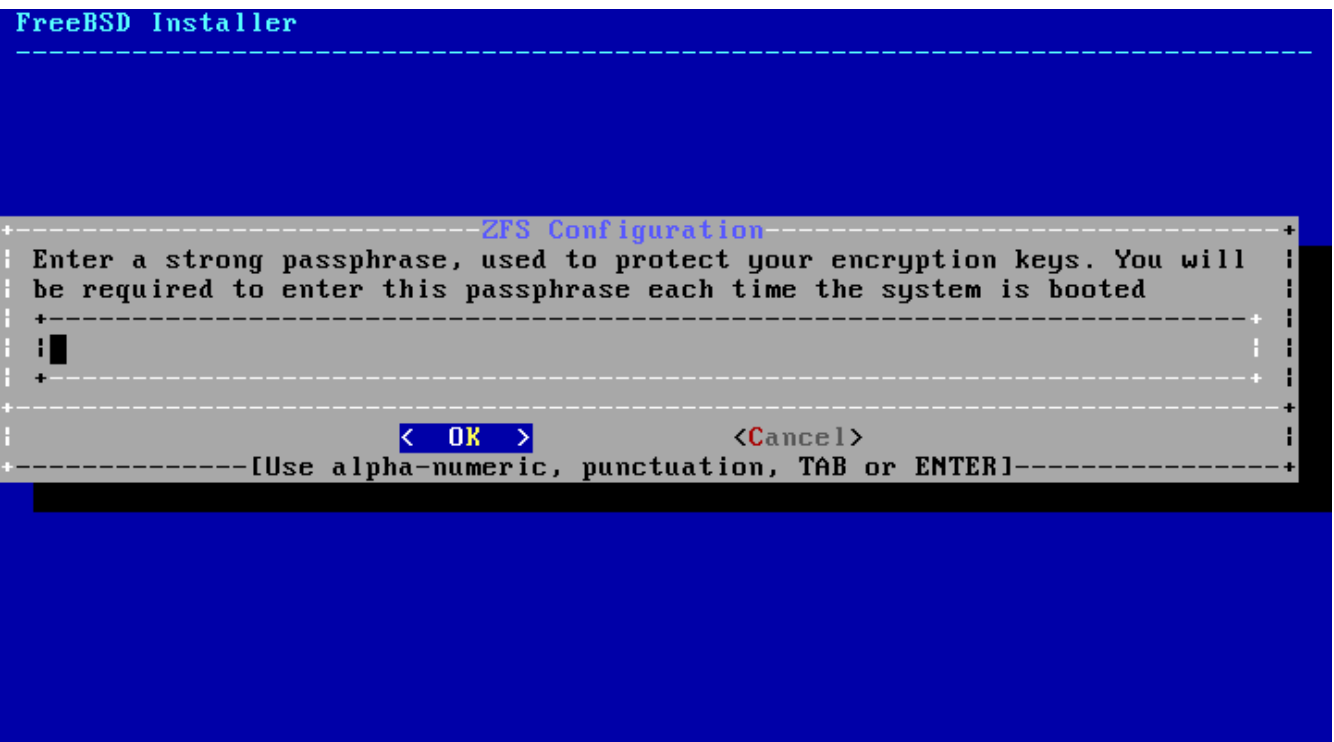 FreeBSD Installer
ZFS Configuration
Enter a strong passphrase, used to protect your encryption keys. You will
be required to enter this passphrase each time the system is booted
< OK > <Cancel>
[Use alpha-numeric, punctuation, TAB or ENTER]